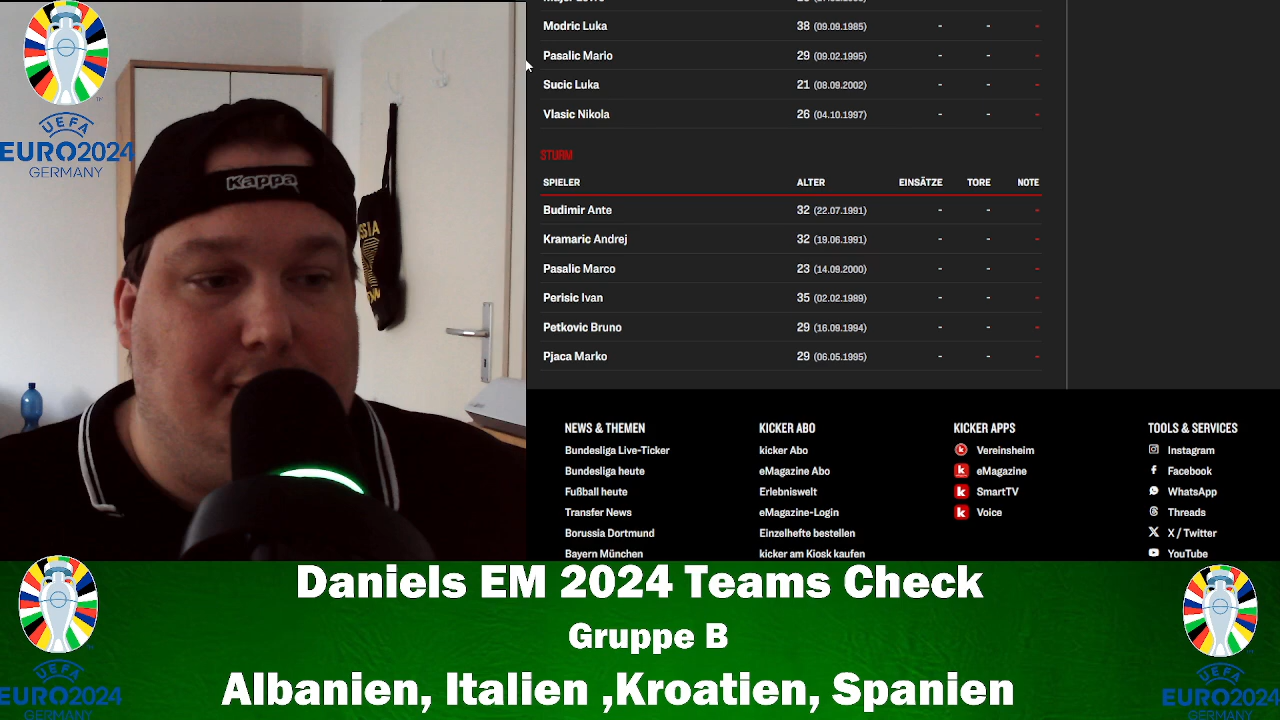 UEFA
EURO2024
GERMANY
Kappa
Modric Luka 38 (09.09.1985) - - -
Pasalic Mario 29 (09.02.1995) - - -
Sucic Luka 21 (08.09.2002) - - -
Vlasic Nikola 26 (04.10.1997) - - -
STURM
SPIELER ALTER EINSÄTZE TORE NOTE
Budimir Ante 32 (22.07.1991) - - -
Kramaric Andrej 32 (19.06.1991) - - -
Pasalic Marco 23 (14.09.2000) - - -
Perisic Ivan 35 (02.02.1989) - - -
Petkovic Bruno 29 (16.09.1994) - - -
Pjaca Marko 29 (06.05.1995) - - -
NEWS & THEMEN KICKER ABO KICKER APPS TOOLS & SERVICES
Bundesliga Live-Ticker kicker Abo Vereinsheim Instagram
Bundesliga heute eMagazine Abo eMagazine Facebook
Fußball heute Erlebniswelt SmartTV WhatsApp
Transfer News eMagazine-Login Voice Threads
Borussia Dortmund Einzelhefte bestellen X / Twitter
Bayern München kicker am Kiosk kaufen YouTube
Daniels EM 2024 Teams Check
Gruppe B
Albanien, Italien ,Kroatien, Spanien
UEFA
EURO2024
GERMANY
UEFA
EURO2024
GERMANY